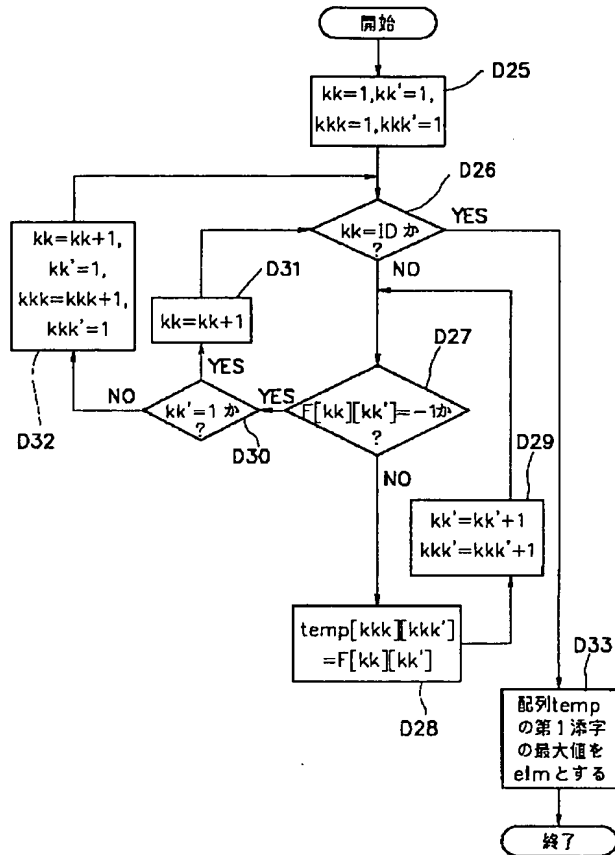 開始
D25
kk=1,kk'=1,
kkk=1,kkk'=1
D26
kk=IDか
?
YES
NO
kk=kk+1,
kk'=1,
kkk=kkk+1,
kkk'=1
D32
D31
kk=kk+1
YES
NO
kk'=1か
?
D30
YES
D27
F[kk][kk']=-1か
?
NO
D29
kk'=kk'+1
kkk'=kkk'+1
temp[kkk][kkk']
=F[kk][kk']
D28
D33
配列temp
の第1添字
の最大値を
elmとする
終了